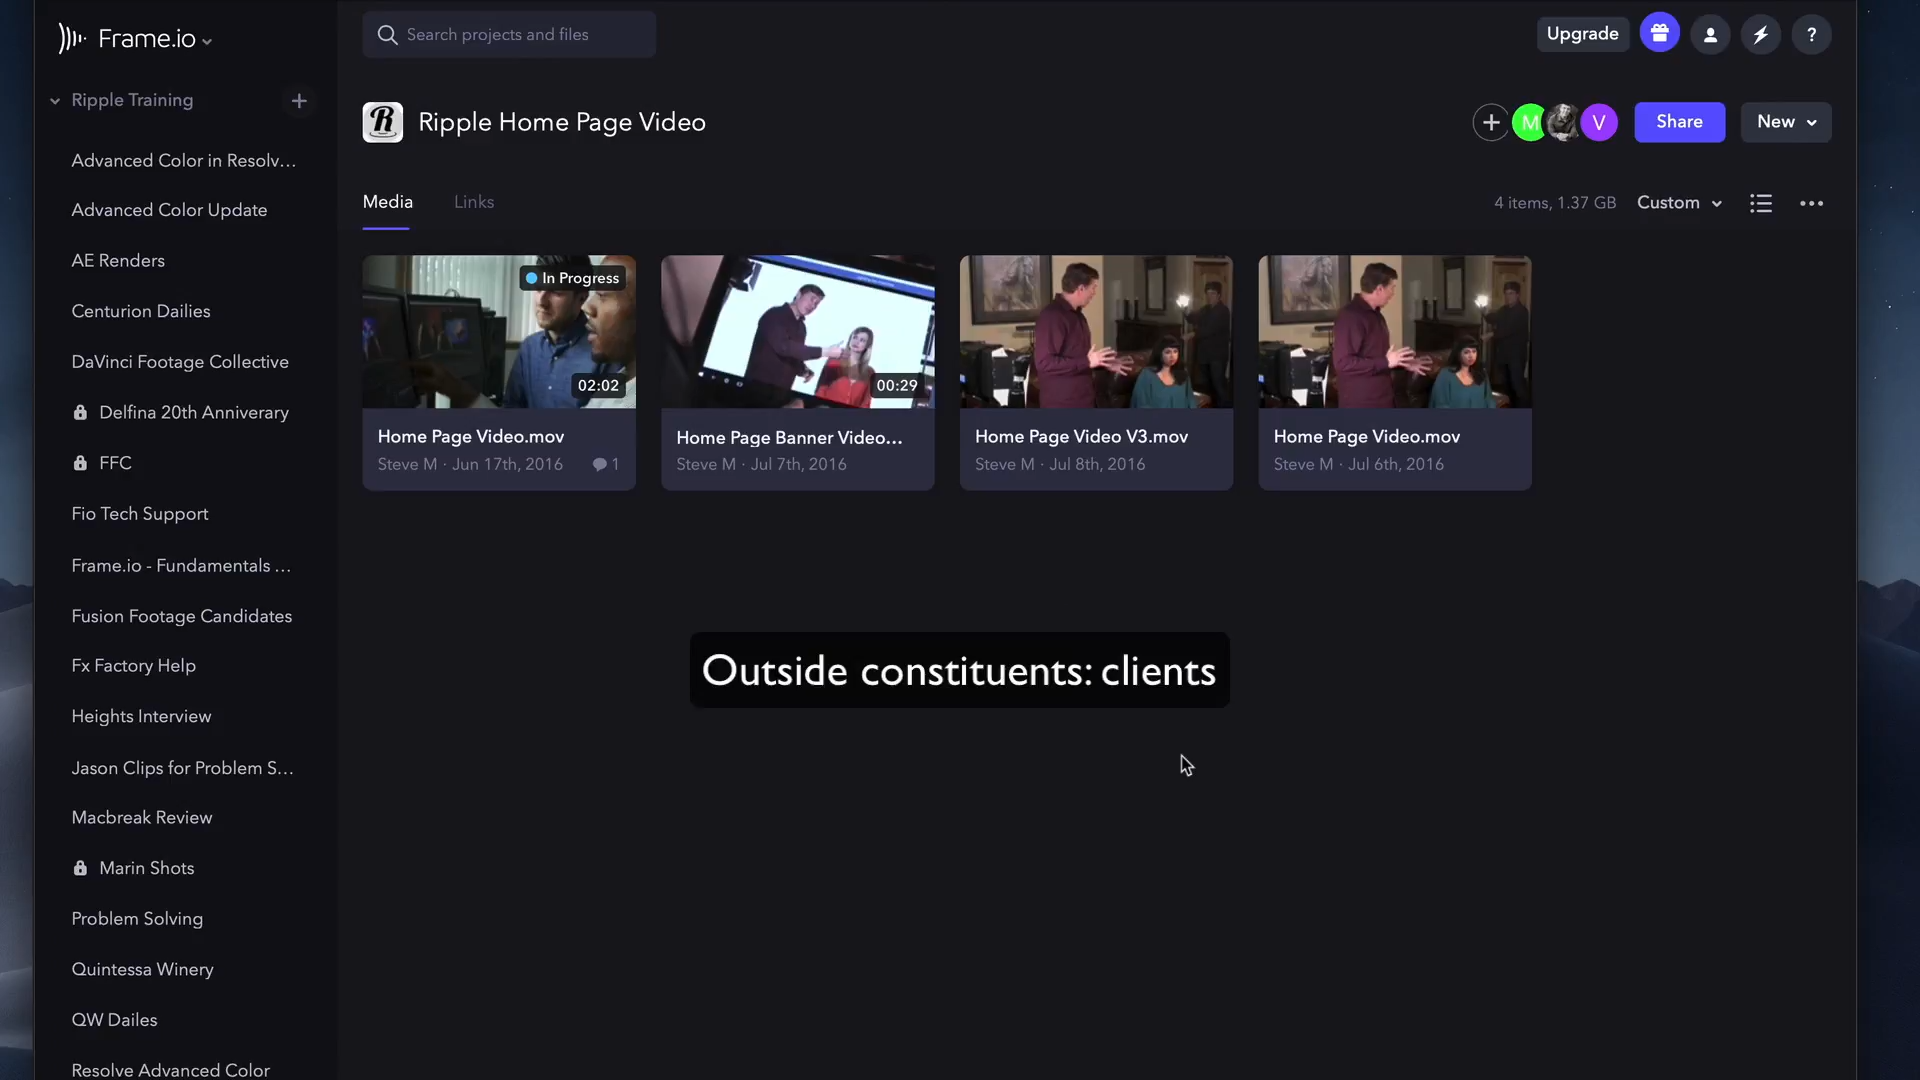 Frame.io
Search projects and files
Upgrade
?
Ripple Training
+
R
Ripple Home Page Video
+
M
V
Share
New
Advanced Color in Resolv...
Advanced Color Update
AE Renders
Centurion Dailies
DaVinci Footage Collective
Delfina 20th Anniverary
FFC
Fio Tech Support
Frame.io - Fundamentals ...
Fusion Footage Candidates
Fx Factory Help
Heights Interview
Jason Clips for Problem S...
Macbreak Review
Marin Shots
Problem Solving
Quintessa Winery
QW Dailes
Resolve Advanced Color
Media
Links
4 items, 1.37 GB
Custom
In Progress
02:02
Home Page Video.mov
Steve M · Jun 17th, 2016
1
00:29
Home Page Banner Video...
Steve M · Jul 7th, 2016
Home Page Video V3.mov
Steve M · Jul 8th, 2016
Home Page Video.mov
Steve M · Jul 6th, 2016
Outside constituents: clients